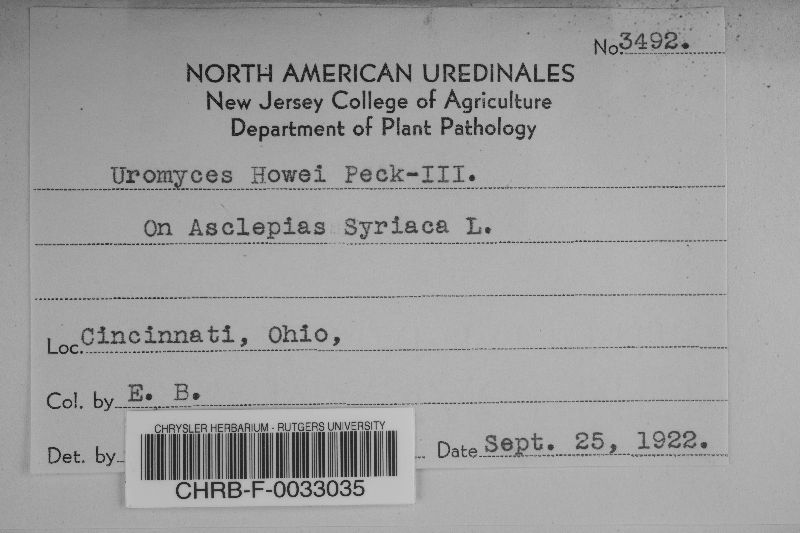 No. 3492.
NORTH AMERICAN UREDINALES
New Jersey College of Agriculture
Department of Plant Pathology
Uromyces Howei Peck-III.
On Asclepias Syriaca L.
Loc. Cincinnati, Ohio,
Col. by E. B.
Det. by
Date Sept. 25, 1922.
CHRYSLER HERBARIUM - RUTGERS UNIVERSITY
CHRB-F-0033035